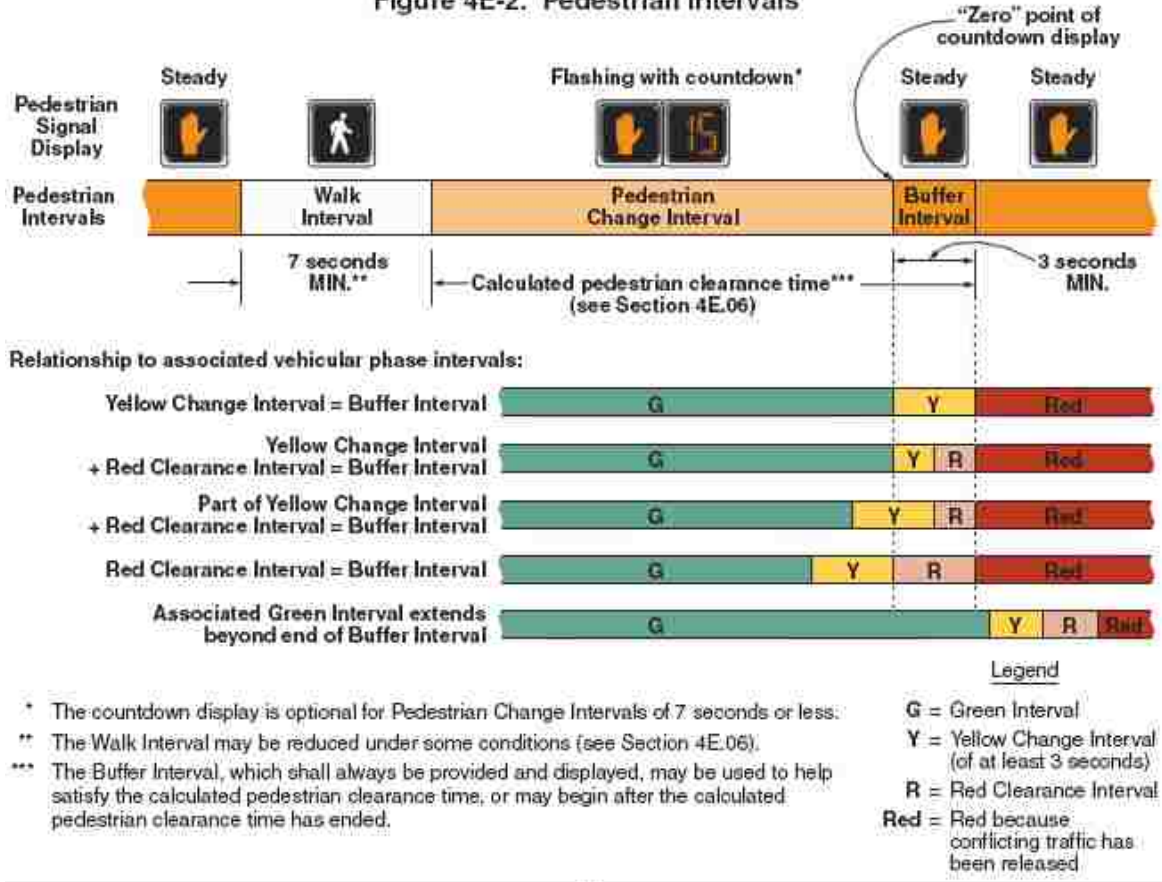 Figure 4E-2. Pedestrian Intervals
"Zero" point of
countdown display
Steady
Flashing with countdown*
Steady
Steady
Pedestrian
Signal
Display
15
Pedestrian
Intervals
Walk
Interval
Pedestrian
Change Interval
Buffer
Interval
7 seconds
MIN.**
Calculated pedestrian clearance time***
(see Section 4E.06)
3 seconds
MIN.
Relationship to associated vehicular phase intervals:
Yellow Change Interval = Buffer Interval
G Y Red
Yellow Change Interval
+ Red Clearance Interval = Buffer Interval
G Y R Red
Part of Yellow Change Interval
+ Red Clearance Interval = Buffer Interval
G Y R Red
Red Clearance Interval = Buffer Interval
G Y R Red
Associated Green Interval extends
beyond end of Buffer Interval
G Y R Red
* The countdown display is optional for Pedestrian Change Intervals of 7 seconds or less.
** The Walk Interval may be reduced under some conditions (see Section 4E.06).
*** The Buffer Interval, which shall always be provided and displayed, may be used to help
satisfy the calculated pedestrian clearance time, or may begin after the calculated
pedestrian clearance time has ended.
Legend
G = Green Interval
Y = Yellow Change Interval
(of at least 3 seconds)
R = Red Clearance Interval
Red = Red because
conflicting traffic has
been released